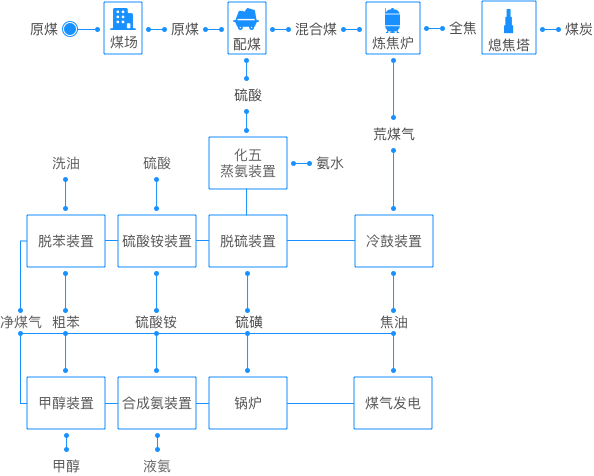 原煤
煤场
原煤
配煤
混合煤
炼焦炉
全焦
熄焦塔
煤炭
硫酸
荒煤气
洗油
硫酸
化五
蒸氨装置
氨水
脱苯装置
硫酸铵装置
脱硫装置
冷鼓装置
净煤气
粗苯
硫酸铵
硫磺
焦油
甲醇装置
合成氨装置
锅炉
煤气发电
甲醇
液氨